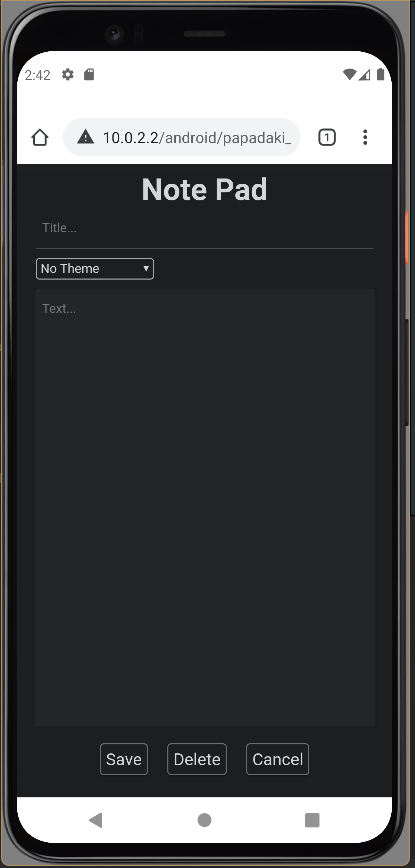 2:42
10.0.2.2/android/papadaki_
1
Note Pad
Title...
No Theme
Text...
Save Delete Cancel